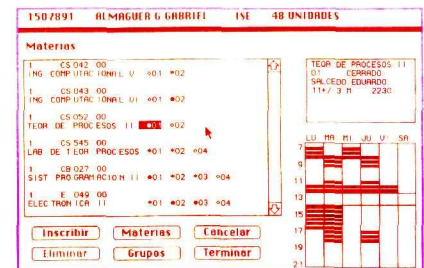 1507891 ALMAGUER G GABRIEL ISE 48 UNIDADES
Materias
1 CS 042 00
ING COMPUTACIONAL VI ◇01 ◆02
1 CS 043 00
ING COMPUTACIONAL VI ◇01 ◆02
1 CS 052 00
TEOR DE PROCESOS II ◆01 ◇02
1 CS 545 00
LAB DE TEOR PROCESOS ◆01 ◆02 ◇04
1 CB 027 00
SIST PROGRAMACION II ◆01 ◆02 ◆03 ◇04
1 E 049 00
ELECTRONICA II ◆01 ◆02 ◆03 ◇04
TEOR DE PROCESOS II
01 CERRADO
SALCEDO EDUARDO
11+/ 3 M 2230
LU MA MI JU VI SA
7
9
11
13
15
17
19
21
Inscribir Materias Cancelar
Eliminar Grupos Terminar